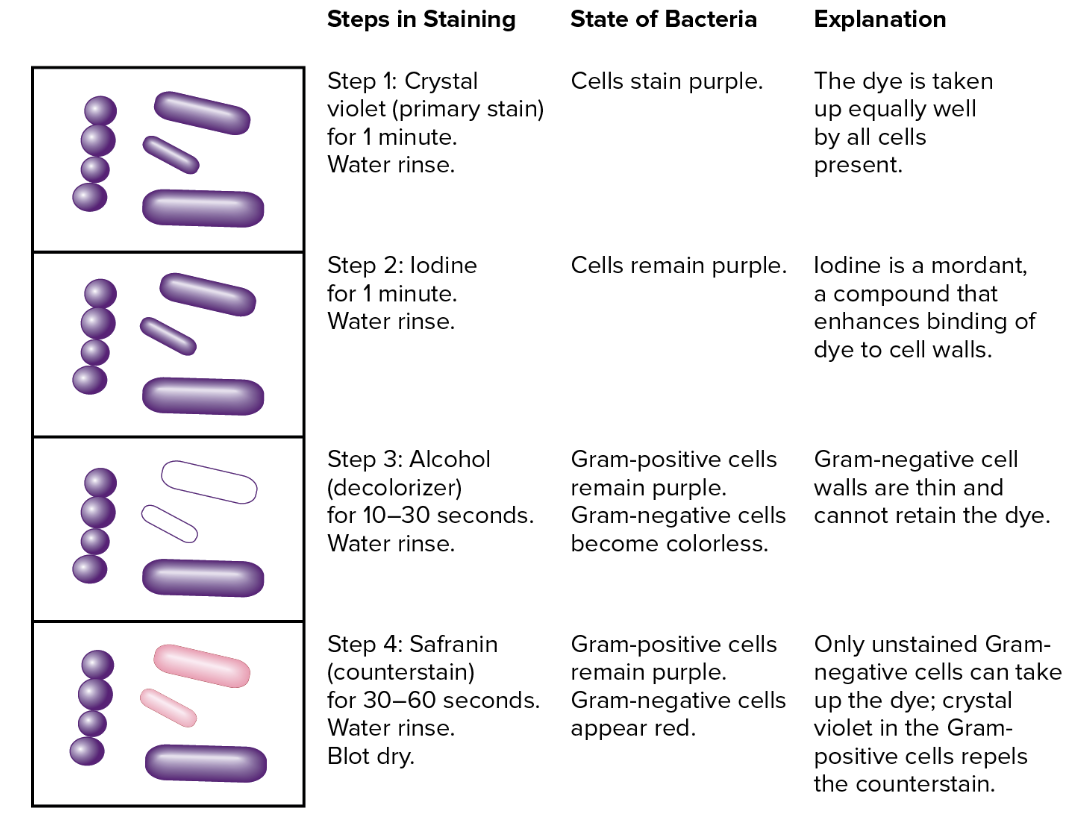 Steps in Staining
State of Bacteria
Explanation
Step 1: Crystal
violet (primary stain)
for 1 minute.
Water rinse.
Cells stain purple.
The dye is taken
up equally well
by all cells
present.
Step 2: Iodine
for 1 minute.
Water rinse.
Cells remain purple.
Iodine is a mordant,
a compound that
enhances binding of
dye to cell walls.
Step 3: Alcohol
(decolorizer)
for 10–30 seconds.
Water rinse.
Gram-positive cells
remain purple.
Gram-negative cells
become colorless.
Gram-negative cell
walls are thin and
cannot retain the dye.
Step 4: Safranin
(counterstain)
for 30–60 seconds.
Water rinse.
Blot dry.
Gram-positive cells
remain purple.
Gram-negative cells
appear red.
Only unstained Gram-
negative cells can take
up the dye; crystal
violet in the Gram-
positive cells repels
the counterstain.